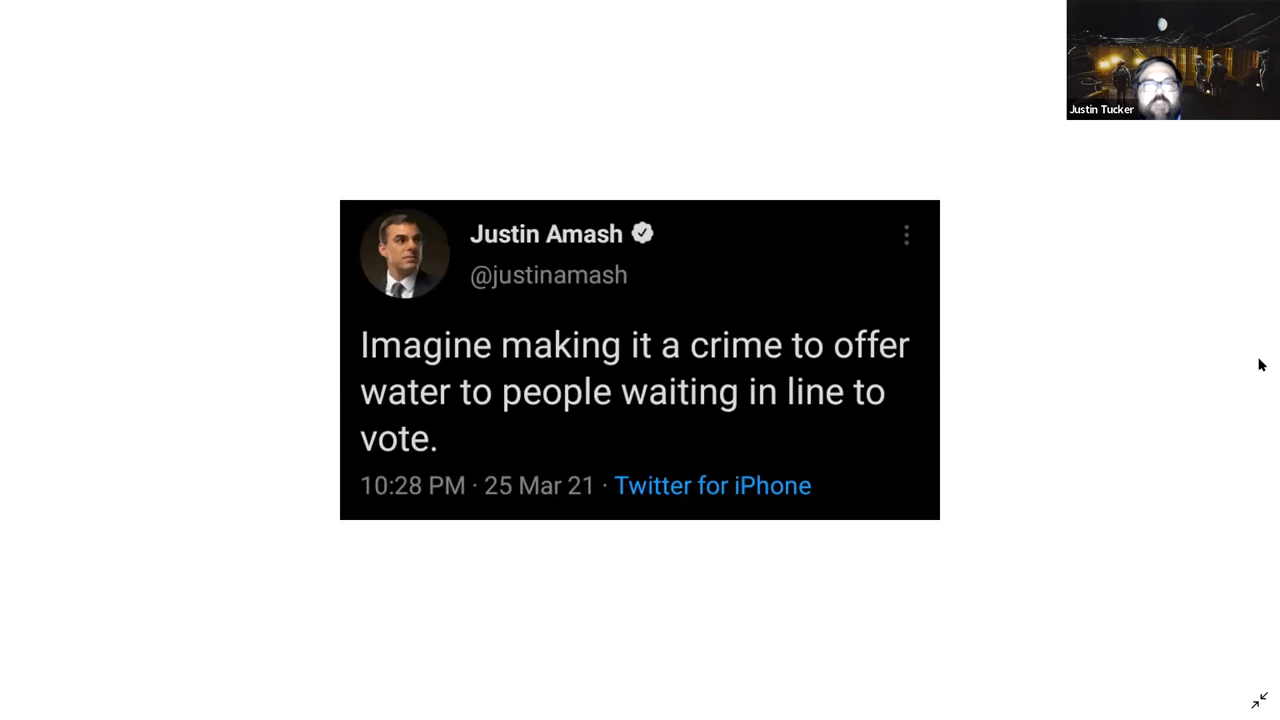 Justin Tucker
Justin Amash
@justinamash
Imagine making it a crime to offer
water to people waiting in line to
vote.
10:28 PM · 25 Mar 21 · Twitter for iPhone